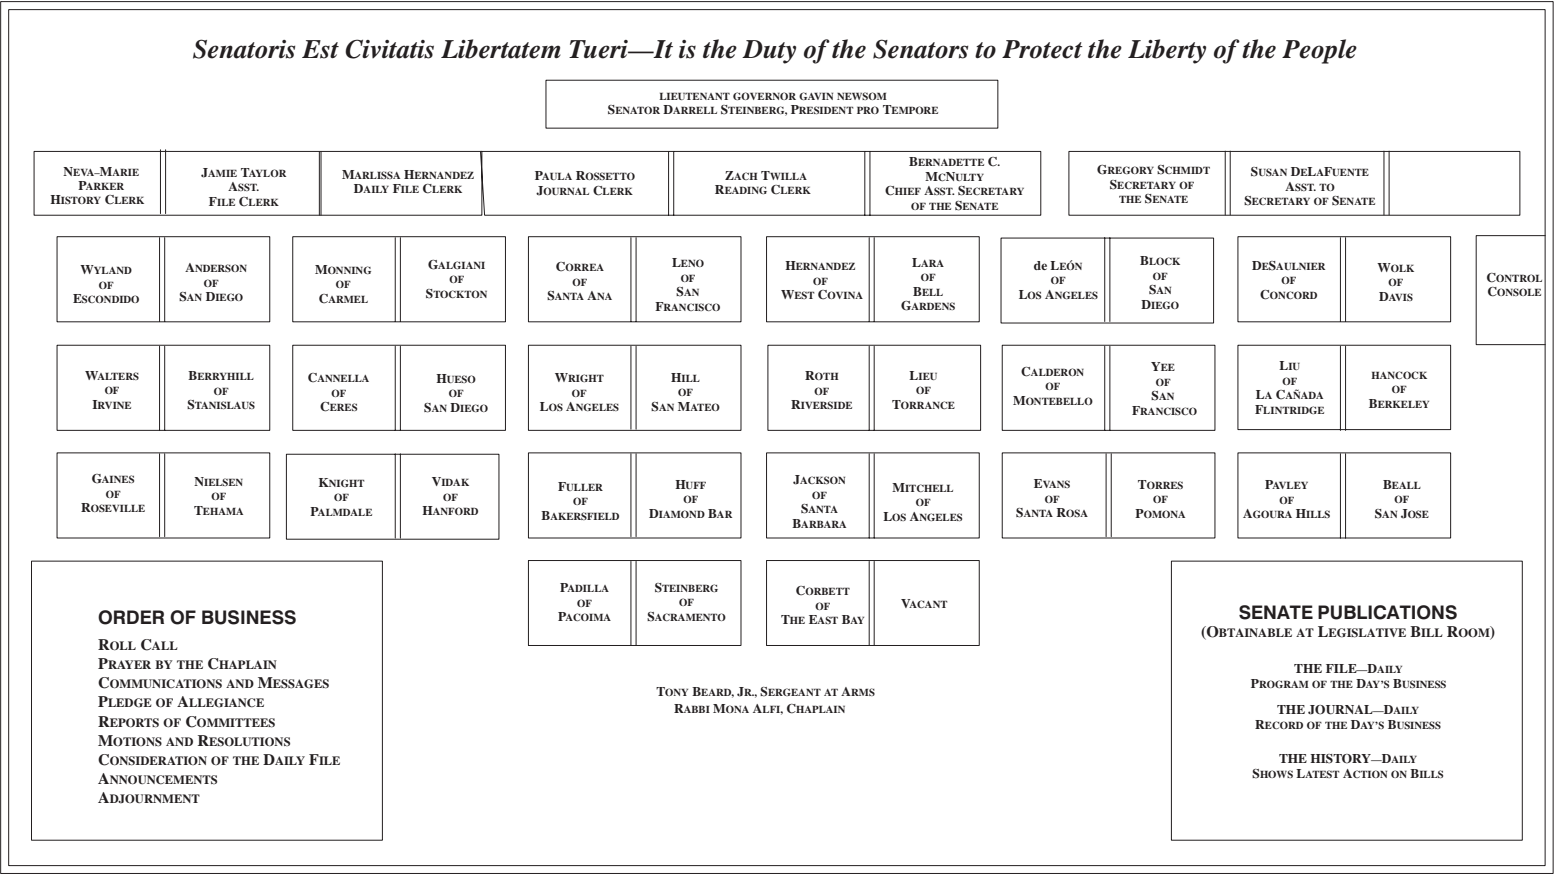 Senatoris Est Civitatis Libertatem Tueri—It is the Duty of the Senators to Protect the Liberty of the People
LIEUTENANT GOVERNOR GAVIN NEWSOM
SENATOR DARRELL STEINBERG, PRESIDENT PRO TEMPORE
NEVA–MARIE
PARKER
HISTORY CLERK
JAMIE TAYLOR
ASST.
FILE CLERK
MARLISSA HERNANDEZ
DAILY FILE CLERK
PAULA ROSSETTO
JOURNAL CLERK
ZACH TWILLA
READING CLERK
BERNADETTE C.
MCNULTY
CHIEF ASST. SECRETARY
OF THE SENATE
GREGORY SCHMIDT
SECRETARY OF
THE SENATE
SUSAN DELAFUENTE
ASST. TO
SECRETARY OF SENATE
WYLAND
OF
ESCONDIDO
ANDERSON
OF
SAN DIEGO
MONNING
OF
CARMEL
GALGIANI
OF
STOCKTON
CORREA
OF
SANTA ANA
LENO
OF
SAN
FRANCISCO
HERNANDEZ
OF
WEST COVINA
LARA
OF
BELL
GARDENS
de LEÓN
OF
LOS ANGELES
BLOCK
OF
SAN
DIEGO
DESAULNIER
OF
CONCORD
WOLK
OF
DAVIS
CONTROL
CONSOLE
WALTERS
OF
IRVINE
BERRYHILL
OF
STANISLAUS
CANNELLA
OF
CERES
HUESO
OF
SAN DIEGO
WRIGHT
OF
LOS ANGELES
HILL
OF
SAN MATEO
ROTH
OF
RIVERSIDE
LIEU
OF
TORRANCE
CALDERON
OF
MONTEBELLO
YEE
OF
SAN
FRANCISCO
LIU
OF
LA CAÑADA
FLINTRIDGE
HANCOCK
OF
BERKELEY
GAINES
OF
ROSEVILLE
NIELSEN
OF
TEHAMA
KNIGHT
OF
PALMDALE
VIDAK
OF
HANFORD
FULLER
OF
BAKERSFIELD
HUFF
OF
DIAMOND BAR
JACKSON
OF
SANTA
BARBARA
MITCHELL
OF
LOS ANGELES
EVANS
OF
SANTA ROSA
TORRES
OF
POMONA
PAVLEY
OF
AGOURA HILLS
BEALL
OF
SAN JOSE
PADILLA
OF
PACOIMA
STEINBERG
OF
SACRAMENTO
CORBETT
OF
THE EAST BAY
VACANT
ORDER OF BUSINESS
ROLL CALL
PRAYER BY THE CHAPLAIN
COMMUNICATIONS AND MESSAGES
PLEDGE OF ALLEGIANCE
REPORTS OF COMMITTEES
MOTIONS AND RESOLUTIONS
CONSIDERATION OF THE DAILY FILE
ANNOUNCEMENTS
ADJOURNMENT
TONY BEARD, JR., SERGEANT AT ARMS
RABBI MONA ALFI, CHAPLAIN
SENATE PUBLICATIONS
(OBTAINABLE AT LEGISLATIVE BILL ROOM)
THE FILE—DAILY
PROGRAM OF THE DAY'S BUSINESS
THE JOURNAL—DAILY
RECORD OF THE DAY'S BUSINESS
THE HISTORY—DAILY
SHOWS LATEST ACTION ON BILLS